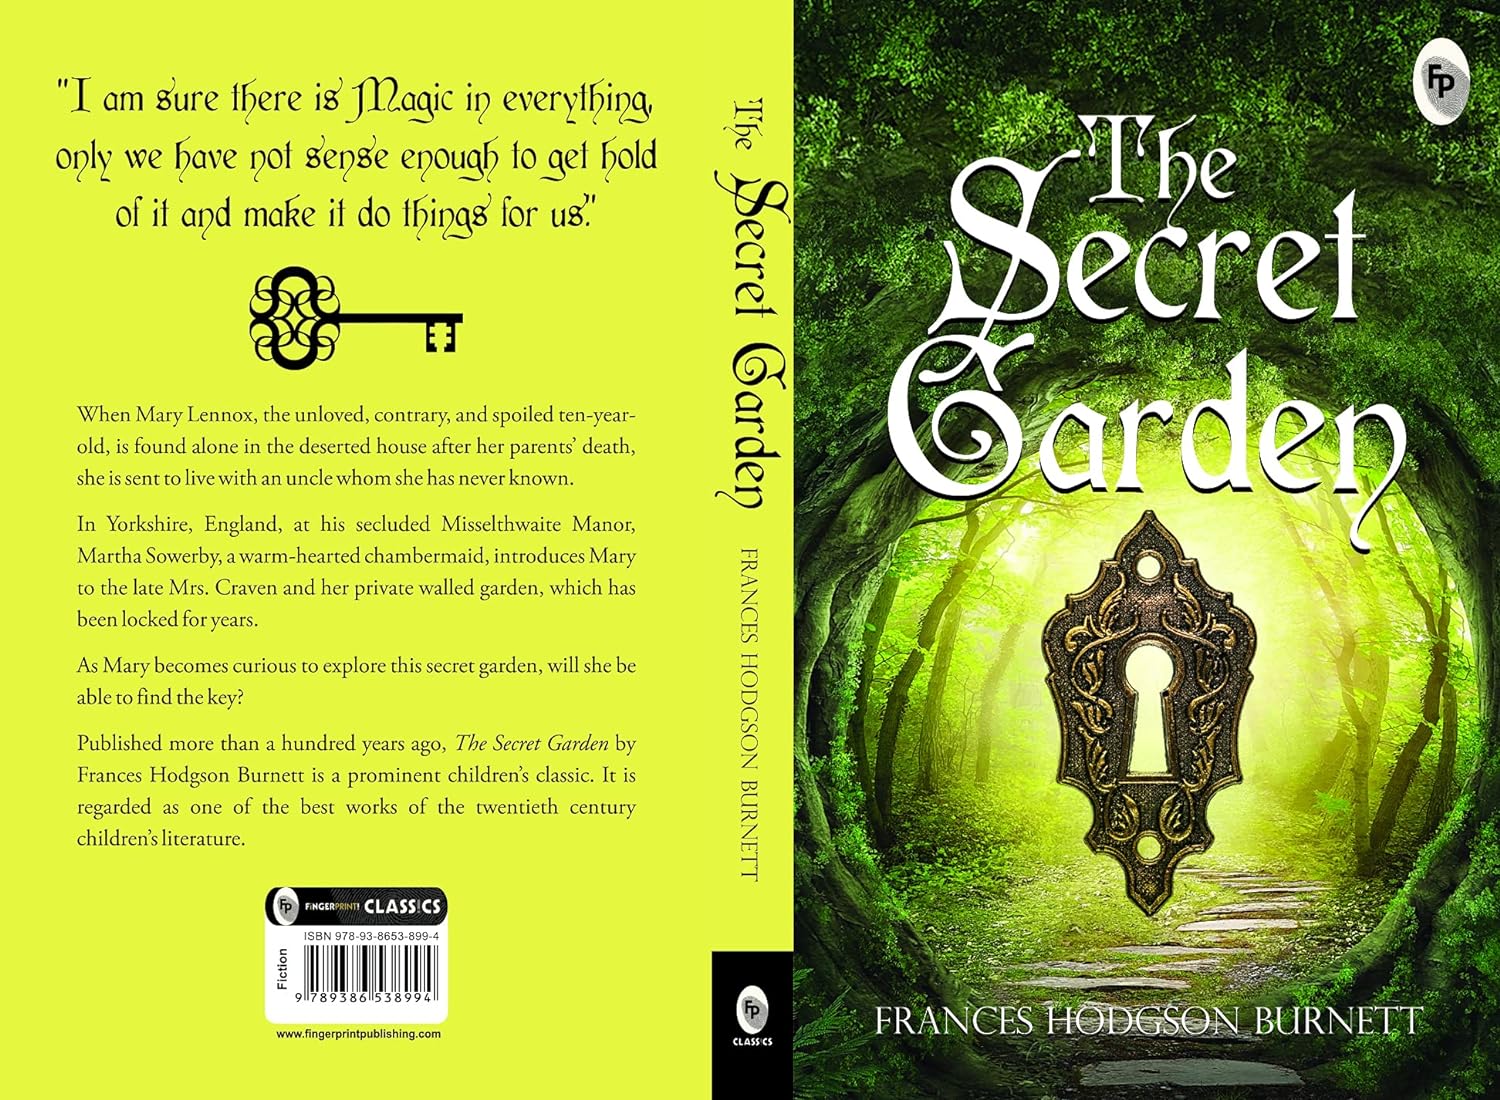 "I am sure there is Magic in everything,
only we have not sense enough to get hold
of it and make it do things for us."
When Mary Lennox, the unloved, contrary, and spoiled ten-year-
old, is found alone in the deserted house after her parents' death,
she is sent to live with an uncle whom she has never known.
In Yorkshire, England, at his secluded Misselthwaite Manor,
Martha Sowerby, a warm-hearted chambermaid, introduces Mary
to the late Mrs. Craven and her private walled garden, which has
been locked for years.
As Mary becomes curious to explore this secret garden, will she be
able to find the key?
Published more than a hundred years ago, The Secret Garden by
Frances Hodgson Burnett is a prominent children's classic. It is
regarded as one of the best works of the twentieth century
children's literature.
FP FiNGERPRINT! CLASSICS
ISBN 978-93-8653-899-4
Fiction
9 789386 538994
www.fingerprintpublishing.com
The Secret Garden
FRANCES HODGSON BURNETT
FP
CLASSICS
FP
The
Secret
Garden
FRANCES HODGSON BURNETT